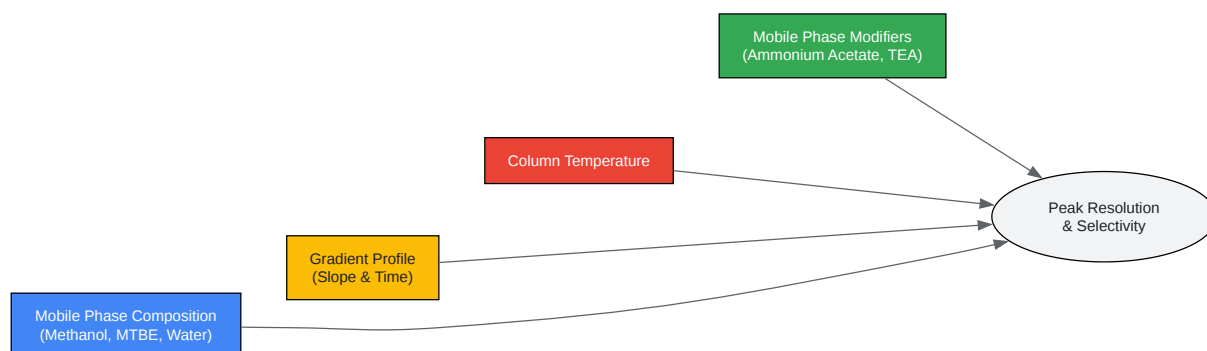 Mobile Phase Modifiers
(Ammonium Acetate, TEA)
Column Temperature
Peak Resolution
& Selectivity
Gradient Profile
(Slope & Time)
Mobile Phase Composition
(Methanol, MTBE, Water)